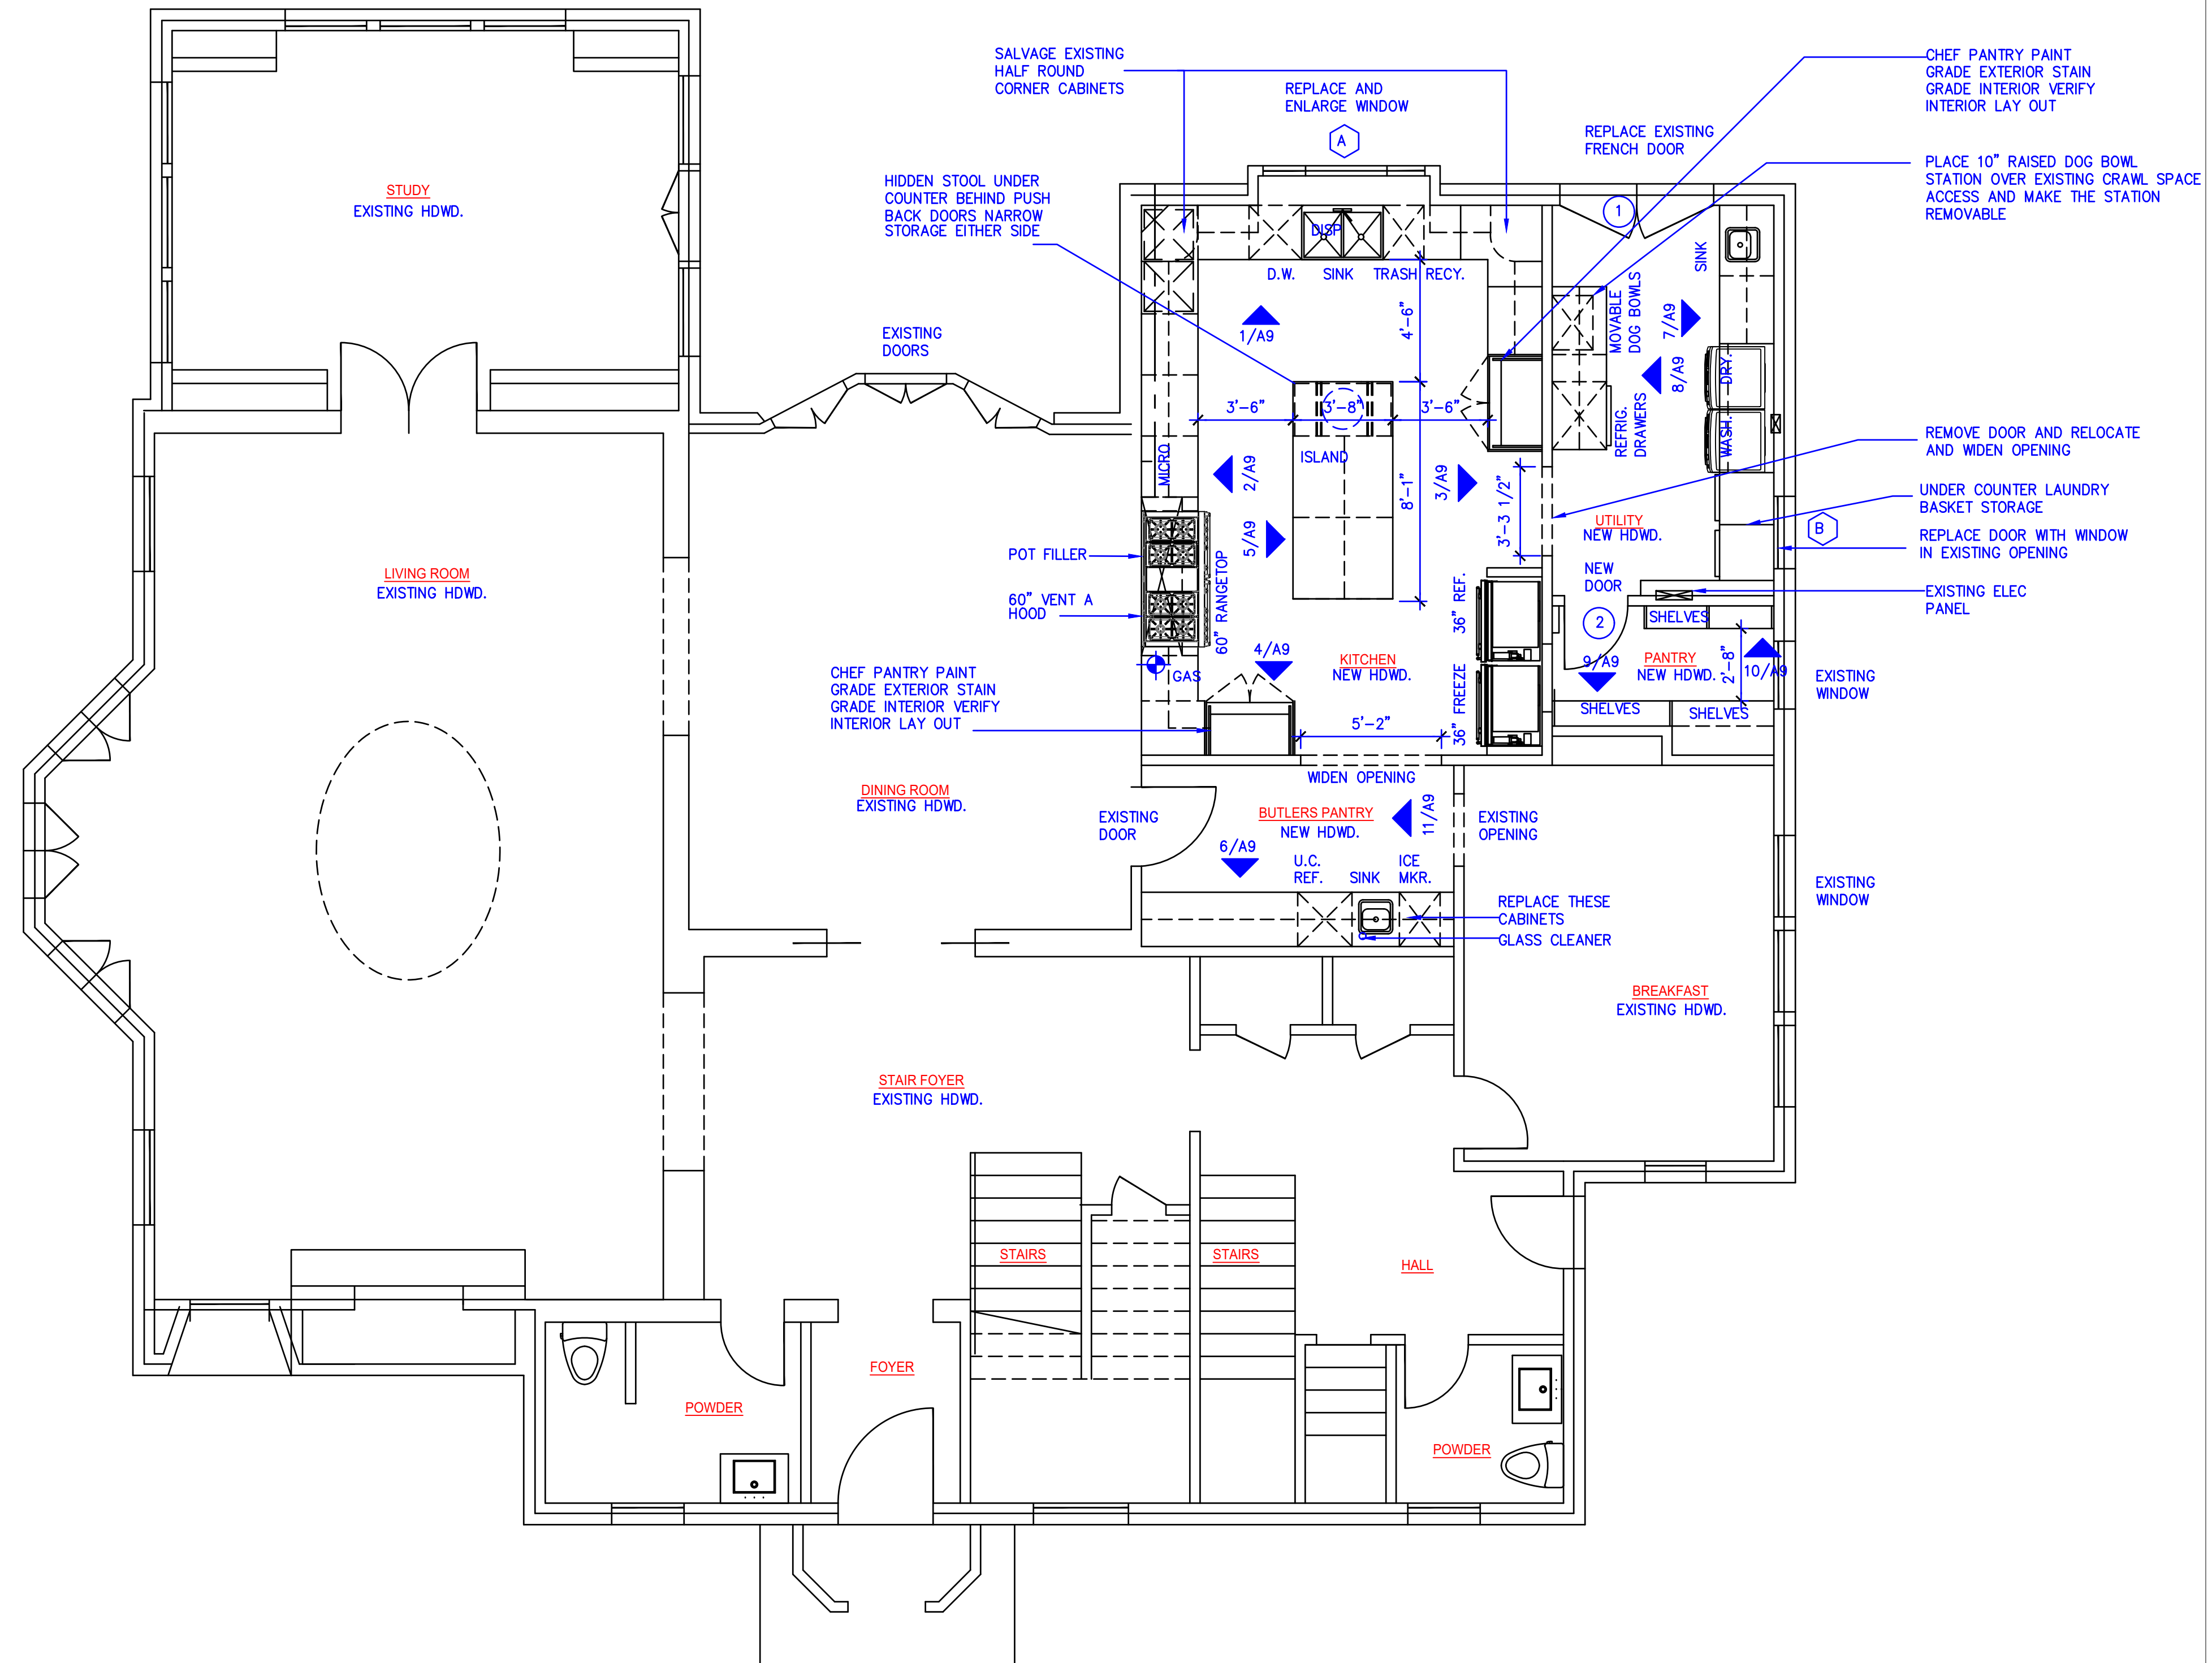 SALVAGE EXISTING
HALF ROUND
CORNER CABINETS
REPLACE AND
ENLARGE WINDOW
A
REPLACE EXISTING
FRENCH DOOR
CHEF PANTRY PAINT
GRADE EXTERIOR STAIN
GRADE INTERIOR VERIFY
INTERIOR LAY OUT
PLACE 10" RAISED DOG BOWL
STATION OVER EXISTING CRAWL SPACE
ACCESS AND MAKE THE STATION
REMOVABLE
HIDDEN STOOL UNDER
COUNTER BEHIND PUSH
BACK DOORS NARROW
STORAGE EITHER SIDE
STUDY
EXISTING HDWD.
EXISTING
DOORS
1
DISP
D.W.
SINK
TRASH
RECY.
SINK
MOVABLE
DOG BOWLS
REFRIG.
DRAWERS
7/A9
8/A9
DRY.
WASH.
1/A9
4'-6"
3'-6"
3'-8"
3'-6"
ISLAND
MICRO
2/A9
3/A9
8'-1"
3'-3 1/2"
5/A9
REMOVE DOOR AND RELOCATE
AND WIDEN OPENING
UNDER COUNTER LAUNDRY
BASKET STORAGE
B
REPLACE DOOR WITH WINDOW
IN EXISTING OPENING
EXISTING ELEC
PANEL
UTILITY
NEW HDWD.
NEW
DOOR
2
SHELVES
LIVING ROOM
EXISTING HDWD.
POT FILLER
60" VENT A
HOOD
60" RANGETOP
GAS
36" REF.
36" FREEZE
4/A9
KITCHEN
NEW HDWD.
9/A9
PANTRY
NEW HDWD.
2'-8"
10/A9
EXISTING
WINDOW
SHELVES
SHELVES
CHEF PANTRY PAINT
GRADE EXTERIOR STAIN
GRADE INTERIOR VERIFY
INTERIOR LAY OUT
5'-2"
WIDEN OPENING
DINING ROOM
EXISTING HDWD.
EXISTING
DOOR
BUTLERS PANTRY
NEW HDWD.
11/A9
EXISTING
OPENING
6/A9
U.C.
REF.
SINK
ICE
MKR.
EXISTING
WINDOW
REPLACE THESE
CABINETS
GLASS CLEANER
BREAKFAST
EXISTING HDWD.
STAIR FOYER
EXISTING HDWD.
STAIRS
STAIRS
HALL
FOYER
POWDER
POWDER